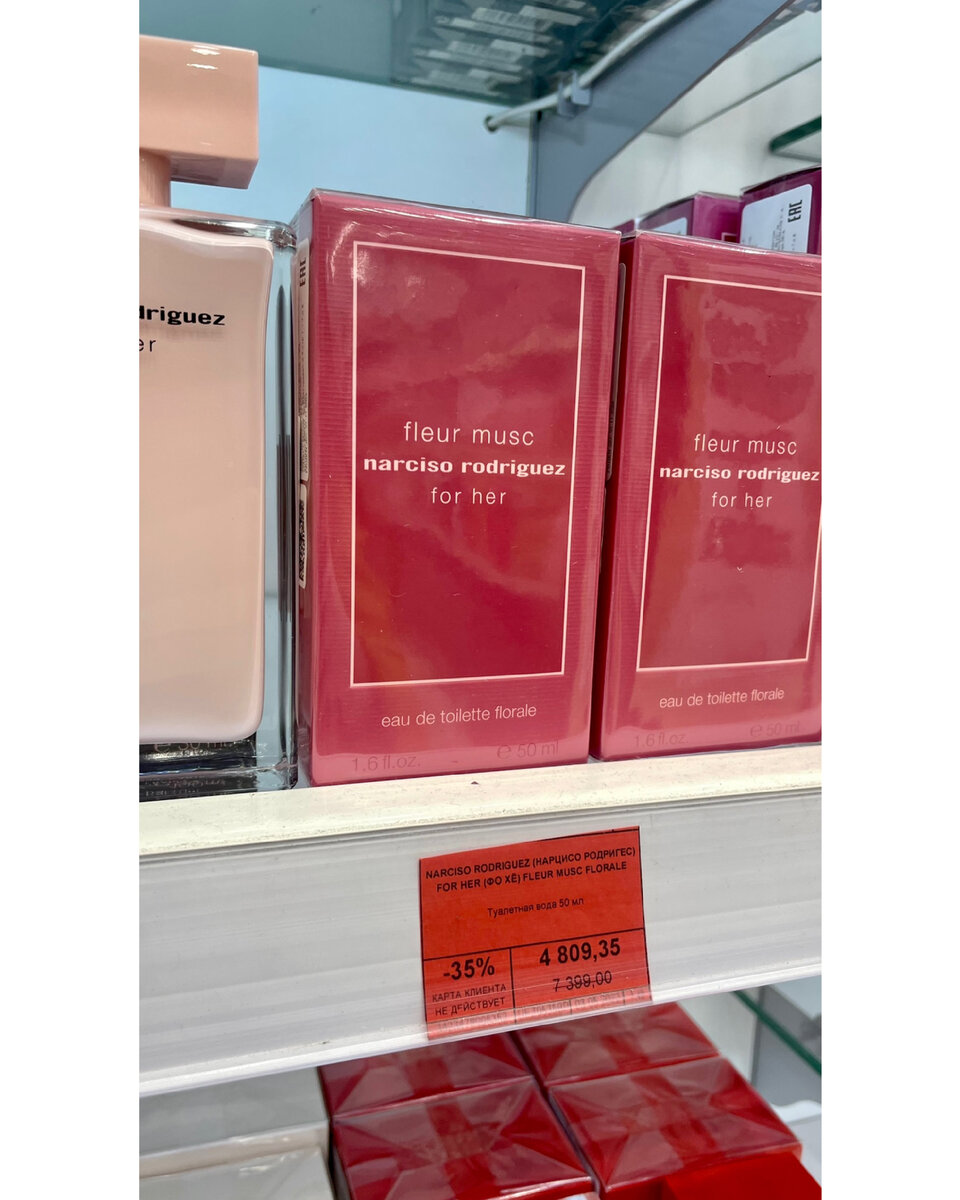 driguez
er
fleur musc
narciso rodriguez
for her
eau de toilette florale
1.6 fl.oz.
e 50 ml
fleur musc
narciso rodriguez
for her
eau de toilette florale
1.6 fl.oz.
e 50 ml
EAC
EAC
NARCISO RODRIGUEZ (НАРЦИСО РОДРИГЕС)
FOR HER (ФО ХЁ) FLEUR MUSC FLORALE
Туалетная вода 50 мл
-35%
4 809,35
7 399,00
КАРТА КЛИЕНТА
НЕ ДЕЙСТВУЕТ